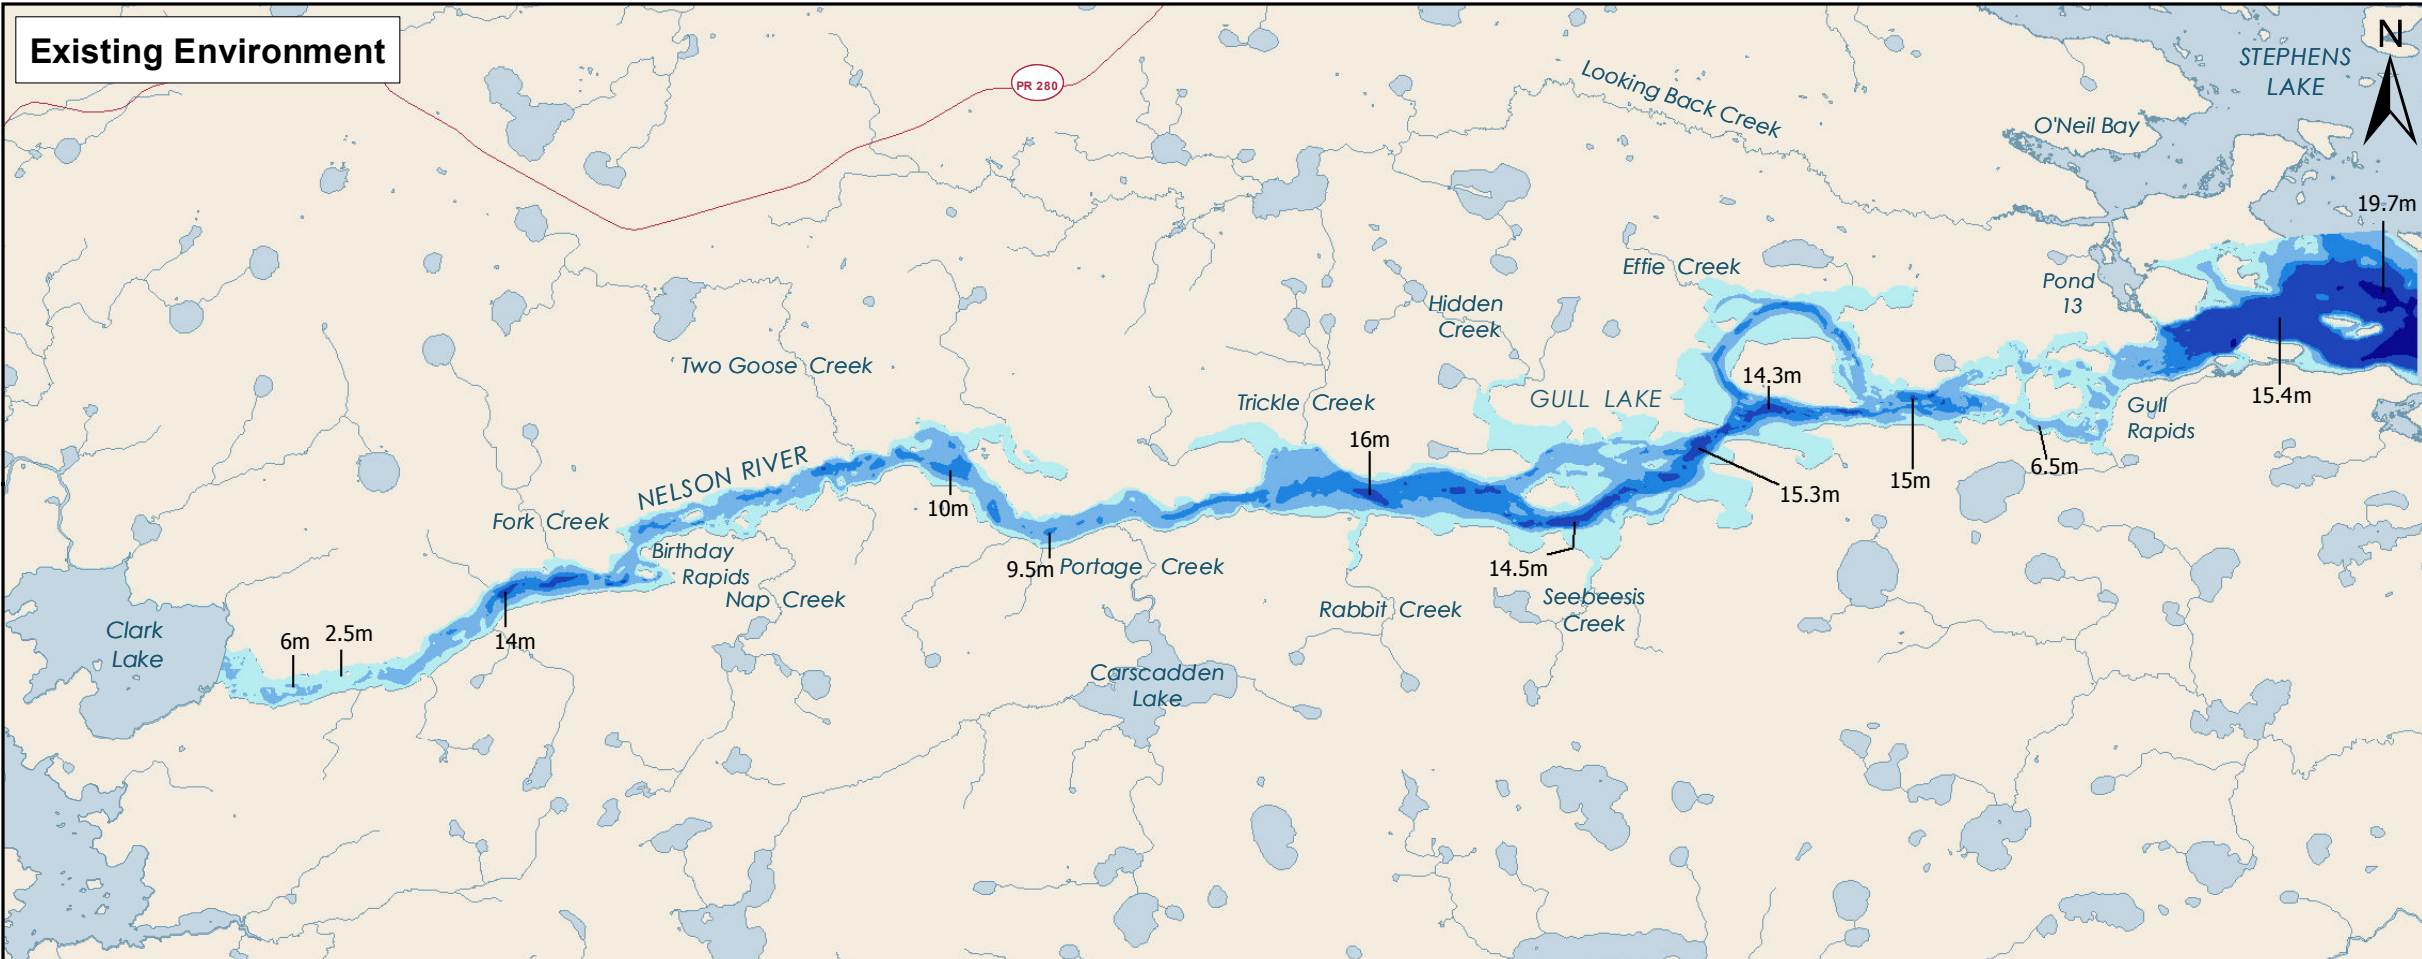 Existing Environment
PR 280
N
STEPHENS
LAKE
Looking Back Creek
O'Neil Bay
19.7m
Effie Creek
Pond
13
Hidden
Creek
Two Goose Creek
14.3m
GULL LAKE
Trickle Creek
15.4m
Gull
Rapids
16m
NELSON RIVER
6.5m
15m
15.3m
10m
Fork Creek
Birthday
Rapids
9.5m
Portage Creek
14.5m
Nap Creek
Rabbit Creek
Seebeesis
Creek
Clark
Lake
6m
2.5m
14m
Carscadden
Lake